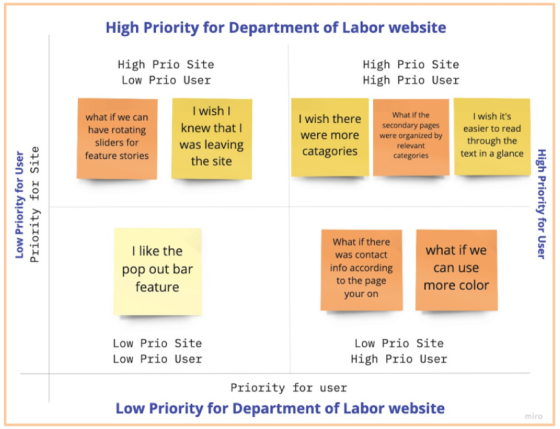 High Priority for Department of Labor website
High Prio Site
Low Prio User
High Prio Site
High Prio User
what if we can
have rotating
sliders for
feature stories
I wish I
knew that I
was leaving
the site
I wish there
were more
catagories
What if the
secondary pages
were organized by
relevant
categories
I wish it's
easier to read
through the
text in a glance
Low Priority for User
Priority for Site
High Priority for User
I like the
pop out bar
feature
What if there
was contact
info according
to the page
your on
what if we
can use
more color
Low Prio Site
Low Prio User
Low Prio Site
High Prio User
Priority for user
Low Priority for Department of Labor website
miro